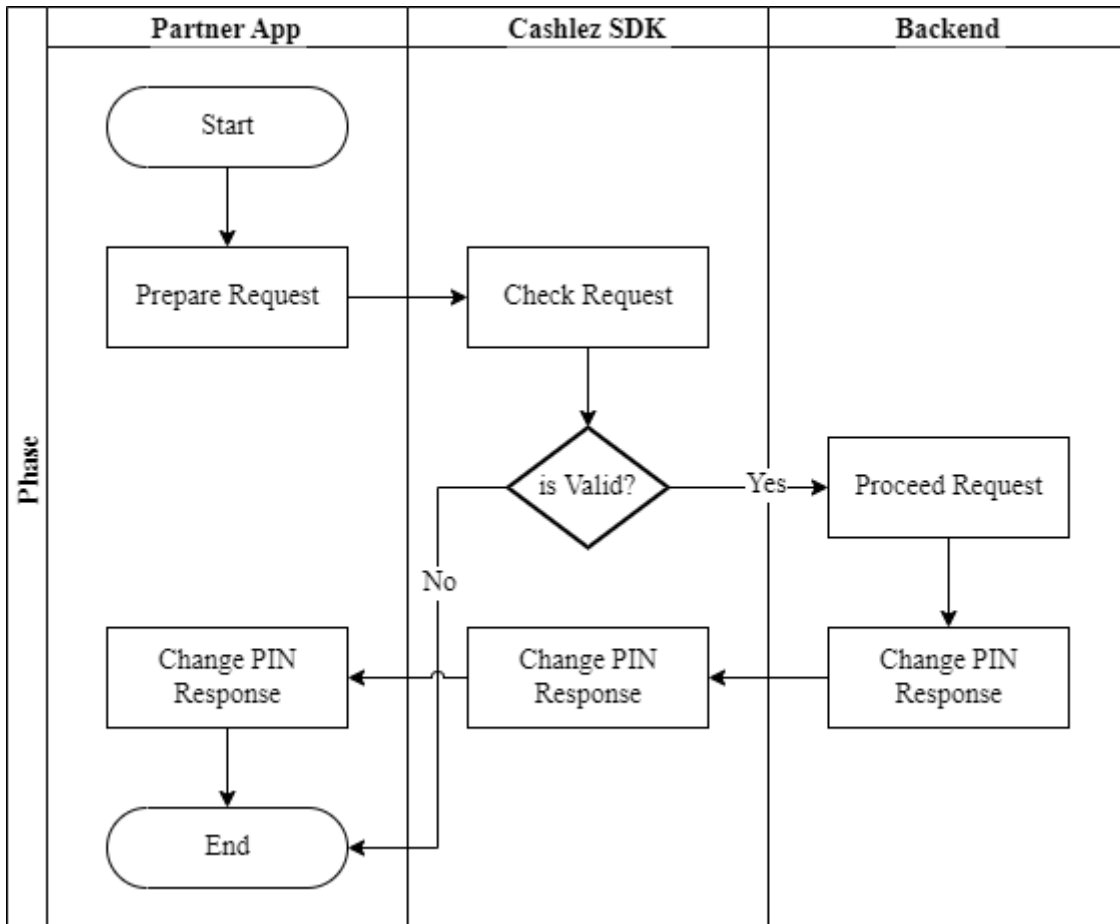 Partner App
Cashlez SDK
Backend
Phase
Start
Prepare Request
Check Request
is Valid?
Yes
Proceed Request
No
Change PIN
Response
Change PIN
Response
Change PIN
Response
End